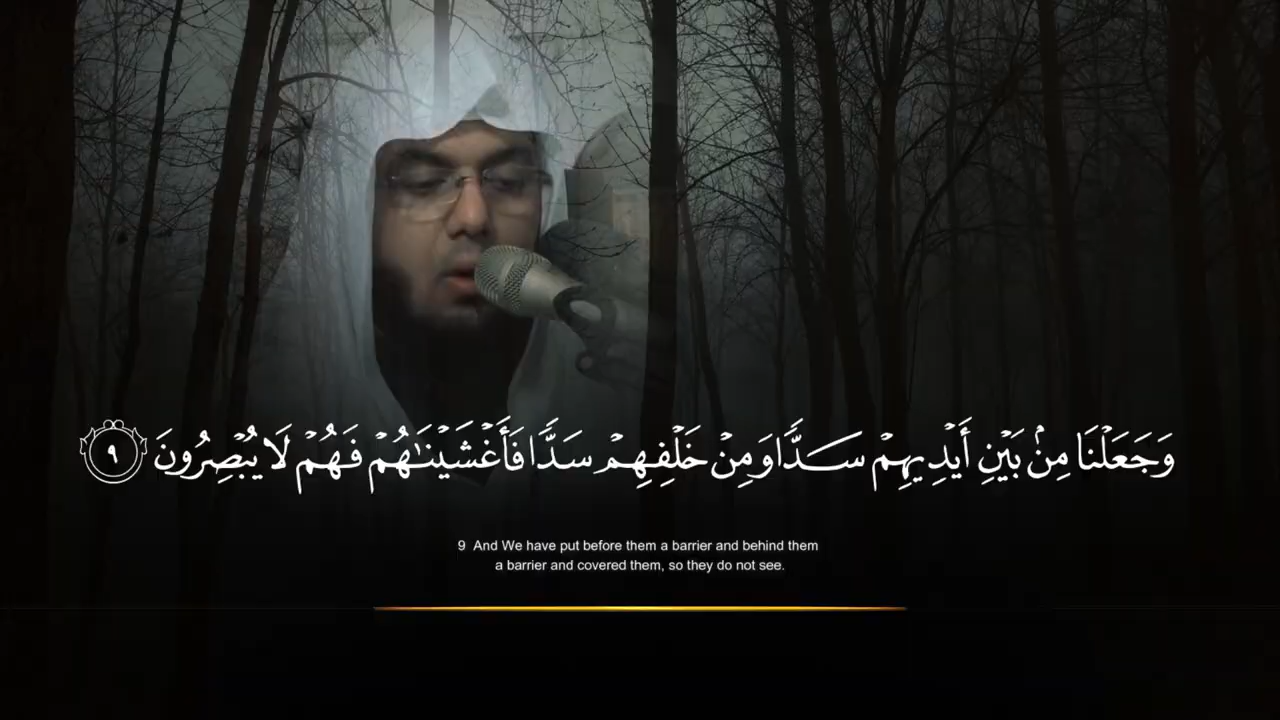 وَجَعَلْنَا مِنۢ بَيْنِ أَيْدِيهِمْ سَدًّا وَمِنْ خَلْفِهِمْ سَدًّا فَأَغْشَيْنَـٰهُمْ فَهُمْ لَا يُبْصِرُونَ ٩
9 And We have put before them a barrier and behind them
a barrier and covered them, so they do not see.